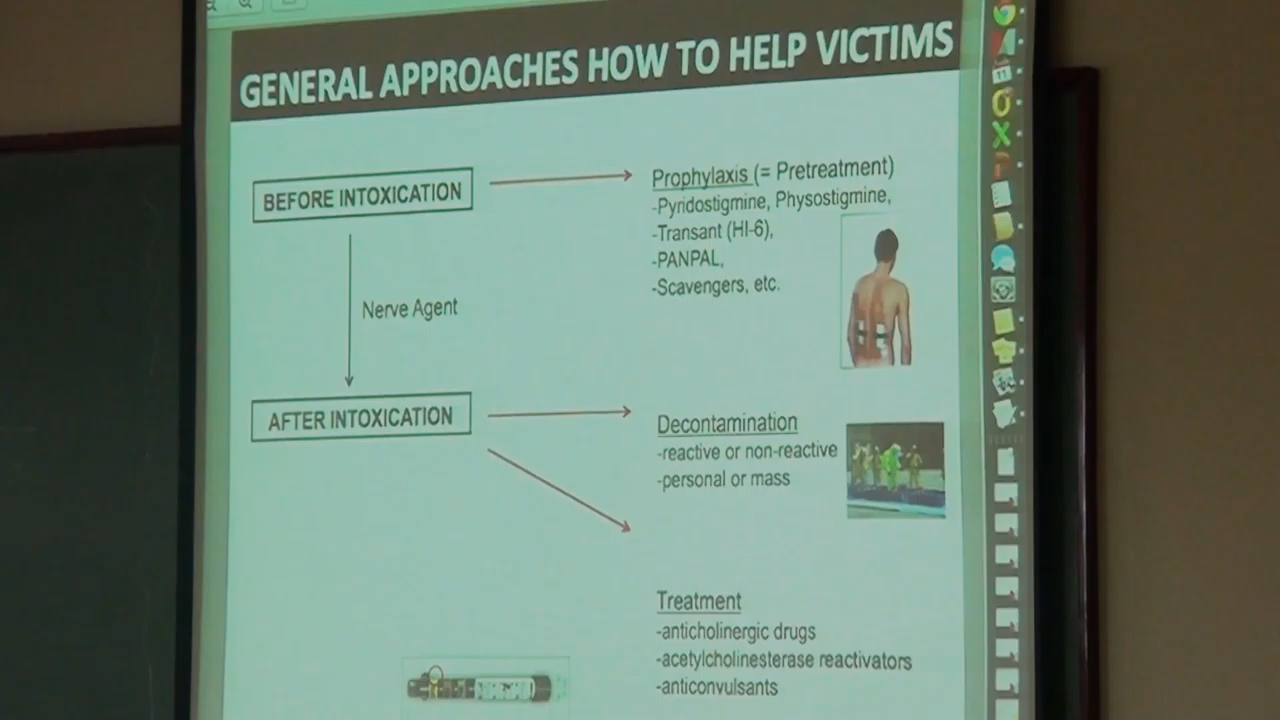 GENERAL APPROACHES HOW TO HELP VICTIMS
BEFORE INTOXICATION
Prophylaxis (= Pretreatment)
-Pyridostigmine, Physostigmine,
-Transant (HI-6),
-PANPAL,
-Scavengers, etc.
Nerve Agent
AFTER INTOXICATION
Decontamination
-reactive or non-reactive
-personal or mass
Treatment
-anticholinergic drugs
-acetylcholinesterase reactivators
-anticonvulsants
11